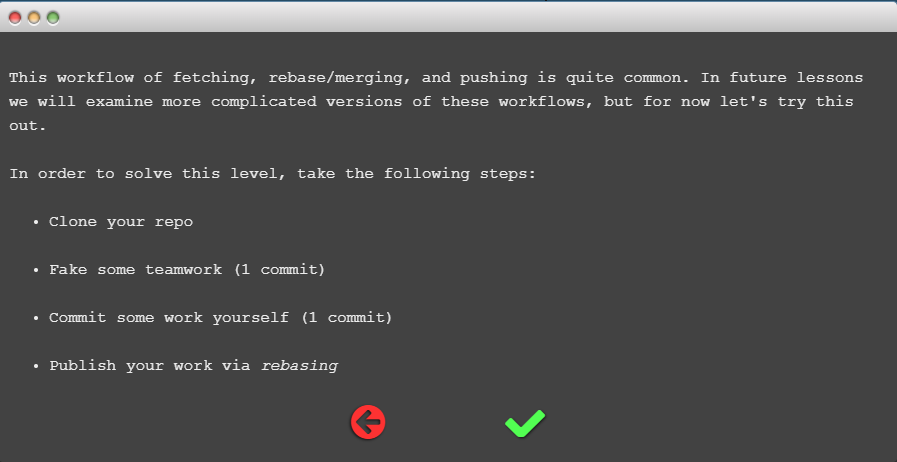 This workflow of fetching, rebase/merging, and pushing is quite common. In future lessons
we will examine more complicated versions of these workflows, but for now let's try this
out.
In order to solve this level, take the following steps:
• Clone your repo
• Fake some teamwork (1 commit)
• Commit some work yourself (1 commit)
• Publish your work via rebasing